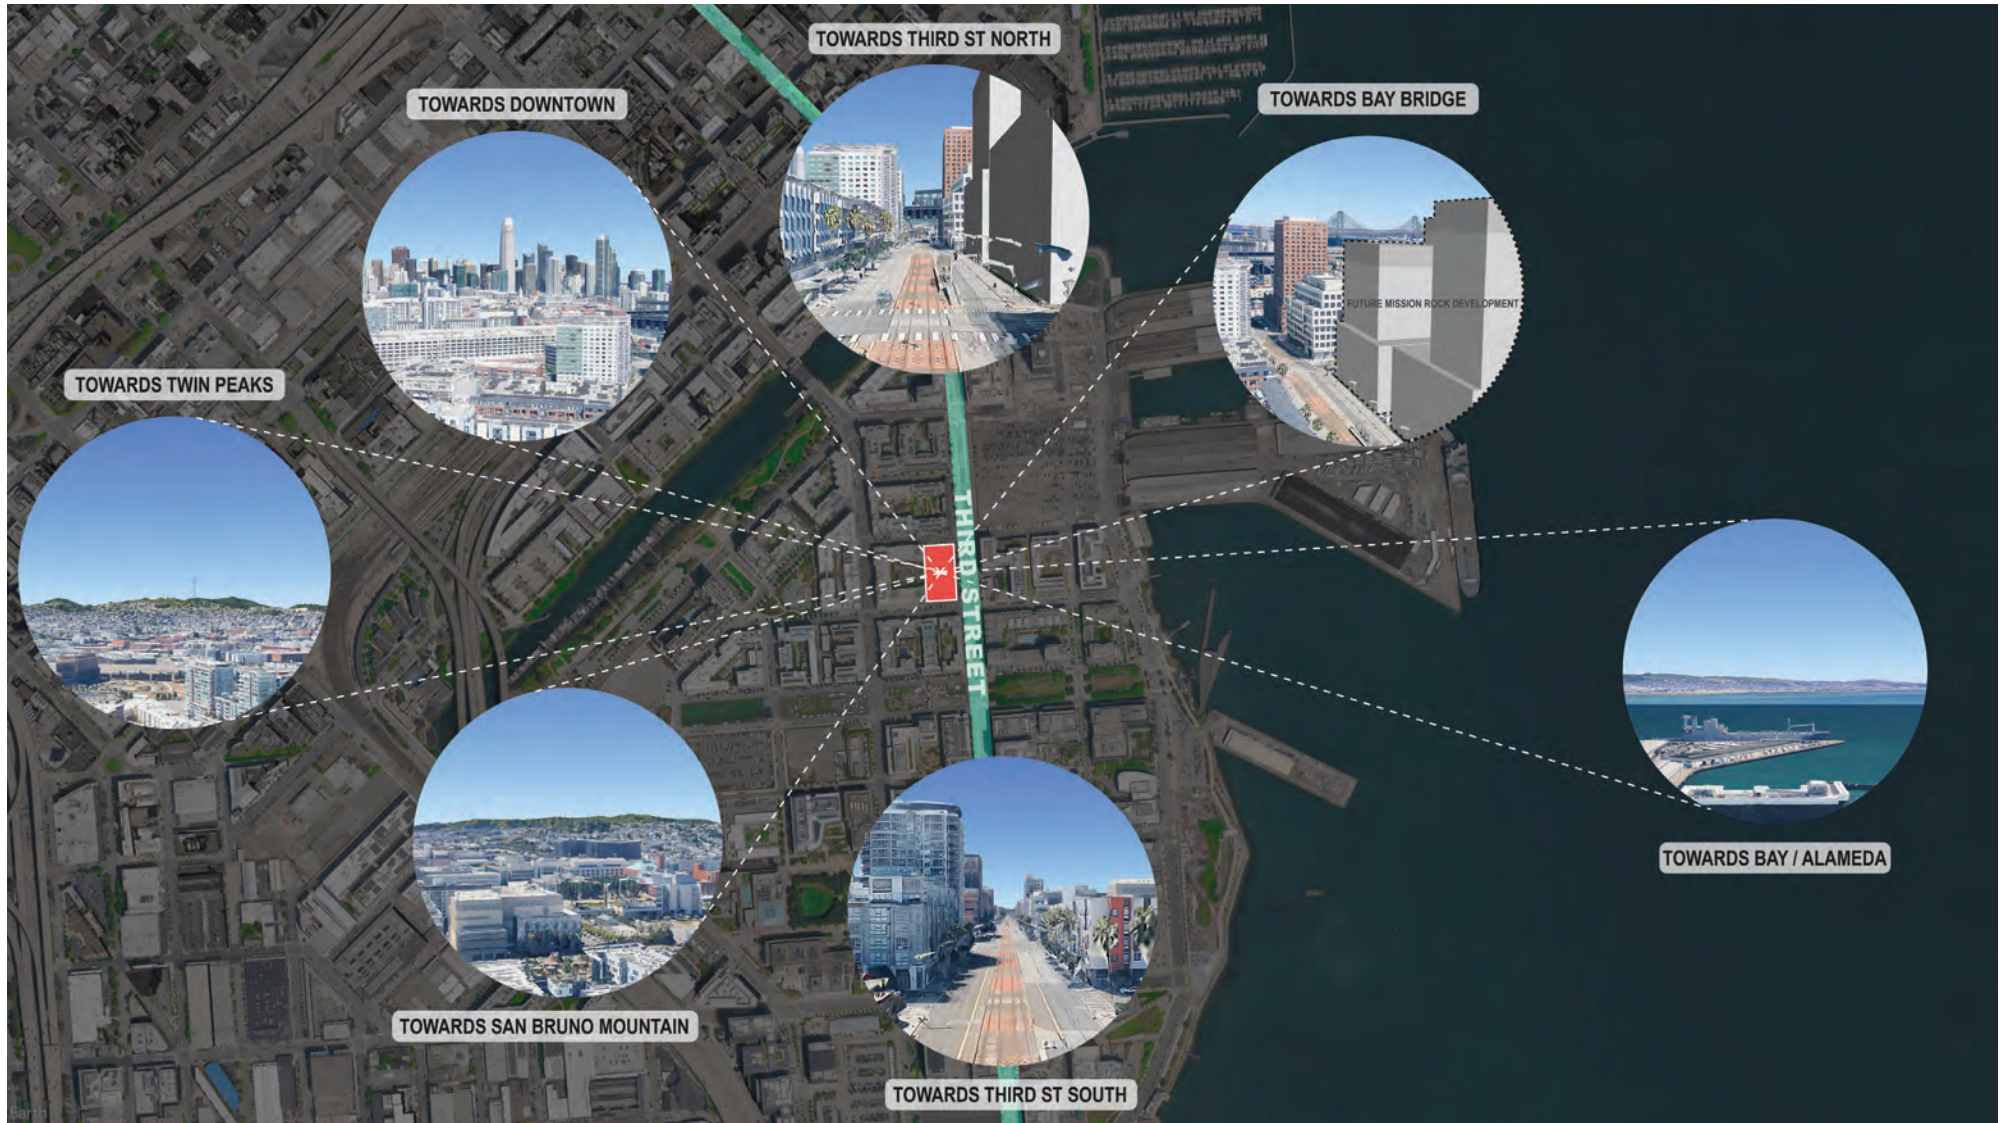 TOWARDS THIRD ST NORTH
TOWARDS DOWNTOWN
TOWARDS BAY BRIDGE
FUTURE MISSION ROCK DEVELOPMENT
TOWARDS TWIN PEAKS
THIRD STREET
TOWARDS BAY / ALAMEDA
TOWARDS SAN BRUNO MOUNTAIN
TOWARDS THIRD ST SOUTH
Earth